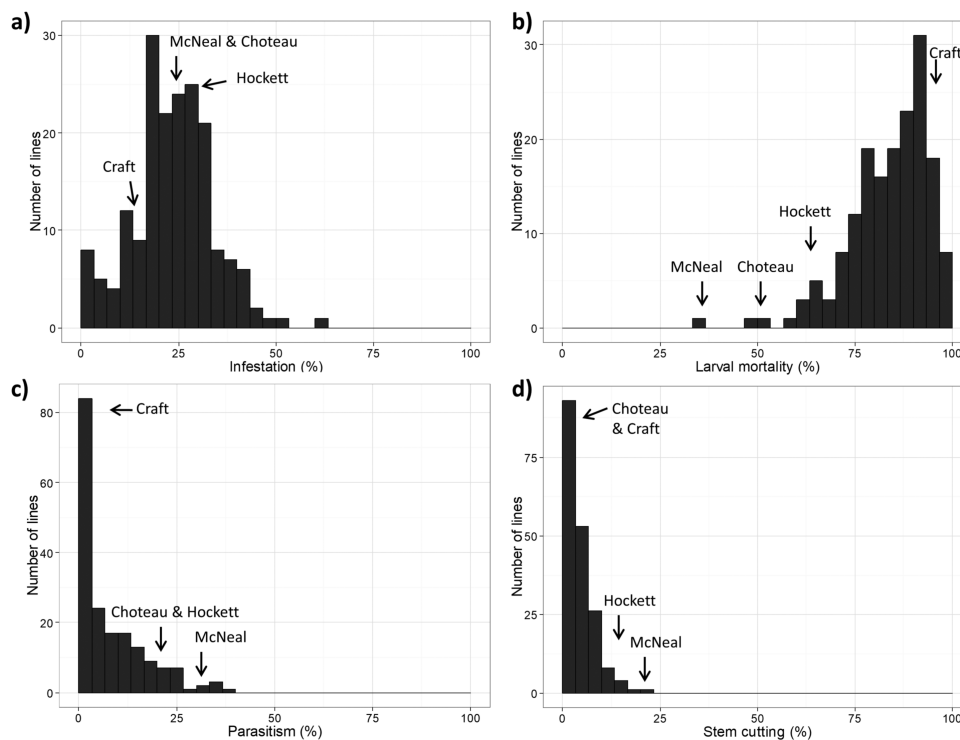 a)
30
20
10
0
Number of lines
McNeal & Choteau
Hockett
Craft
0 25 50 75 100
Infestation (%)
b)
30
20
10
0
Number of lines
Craft
Hockett
McNeal Choteau
0 25 50 75 100
Larval mortality (%)
c)
80
60
40
20
0
Number of lines
Craft
Choteau & Hockett
McNeal
0 25 50 75 100
Parasitism (%)
d)
75
50
25
0
Number of lines
Choteau
& Craft
Hockett
McNeal
0 25 50 75 100
Stem cutting (%)